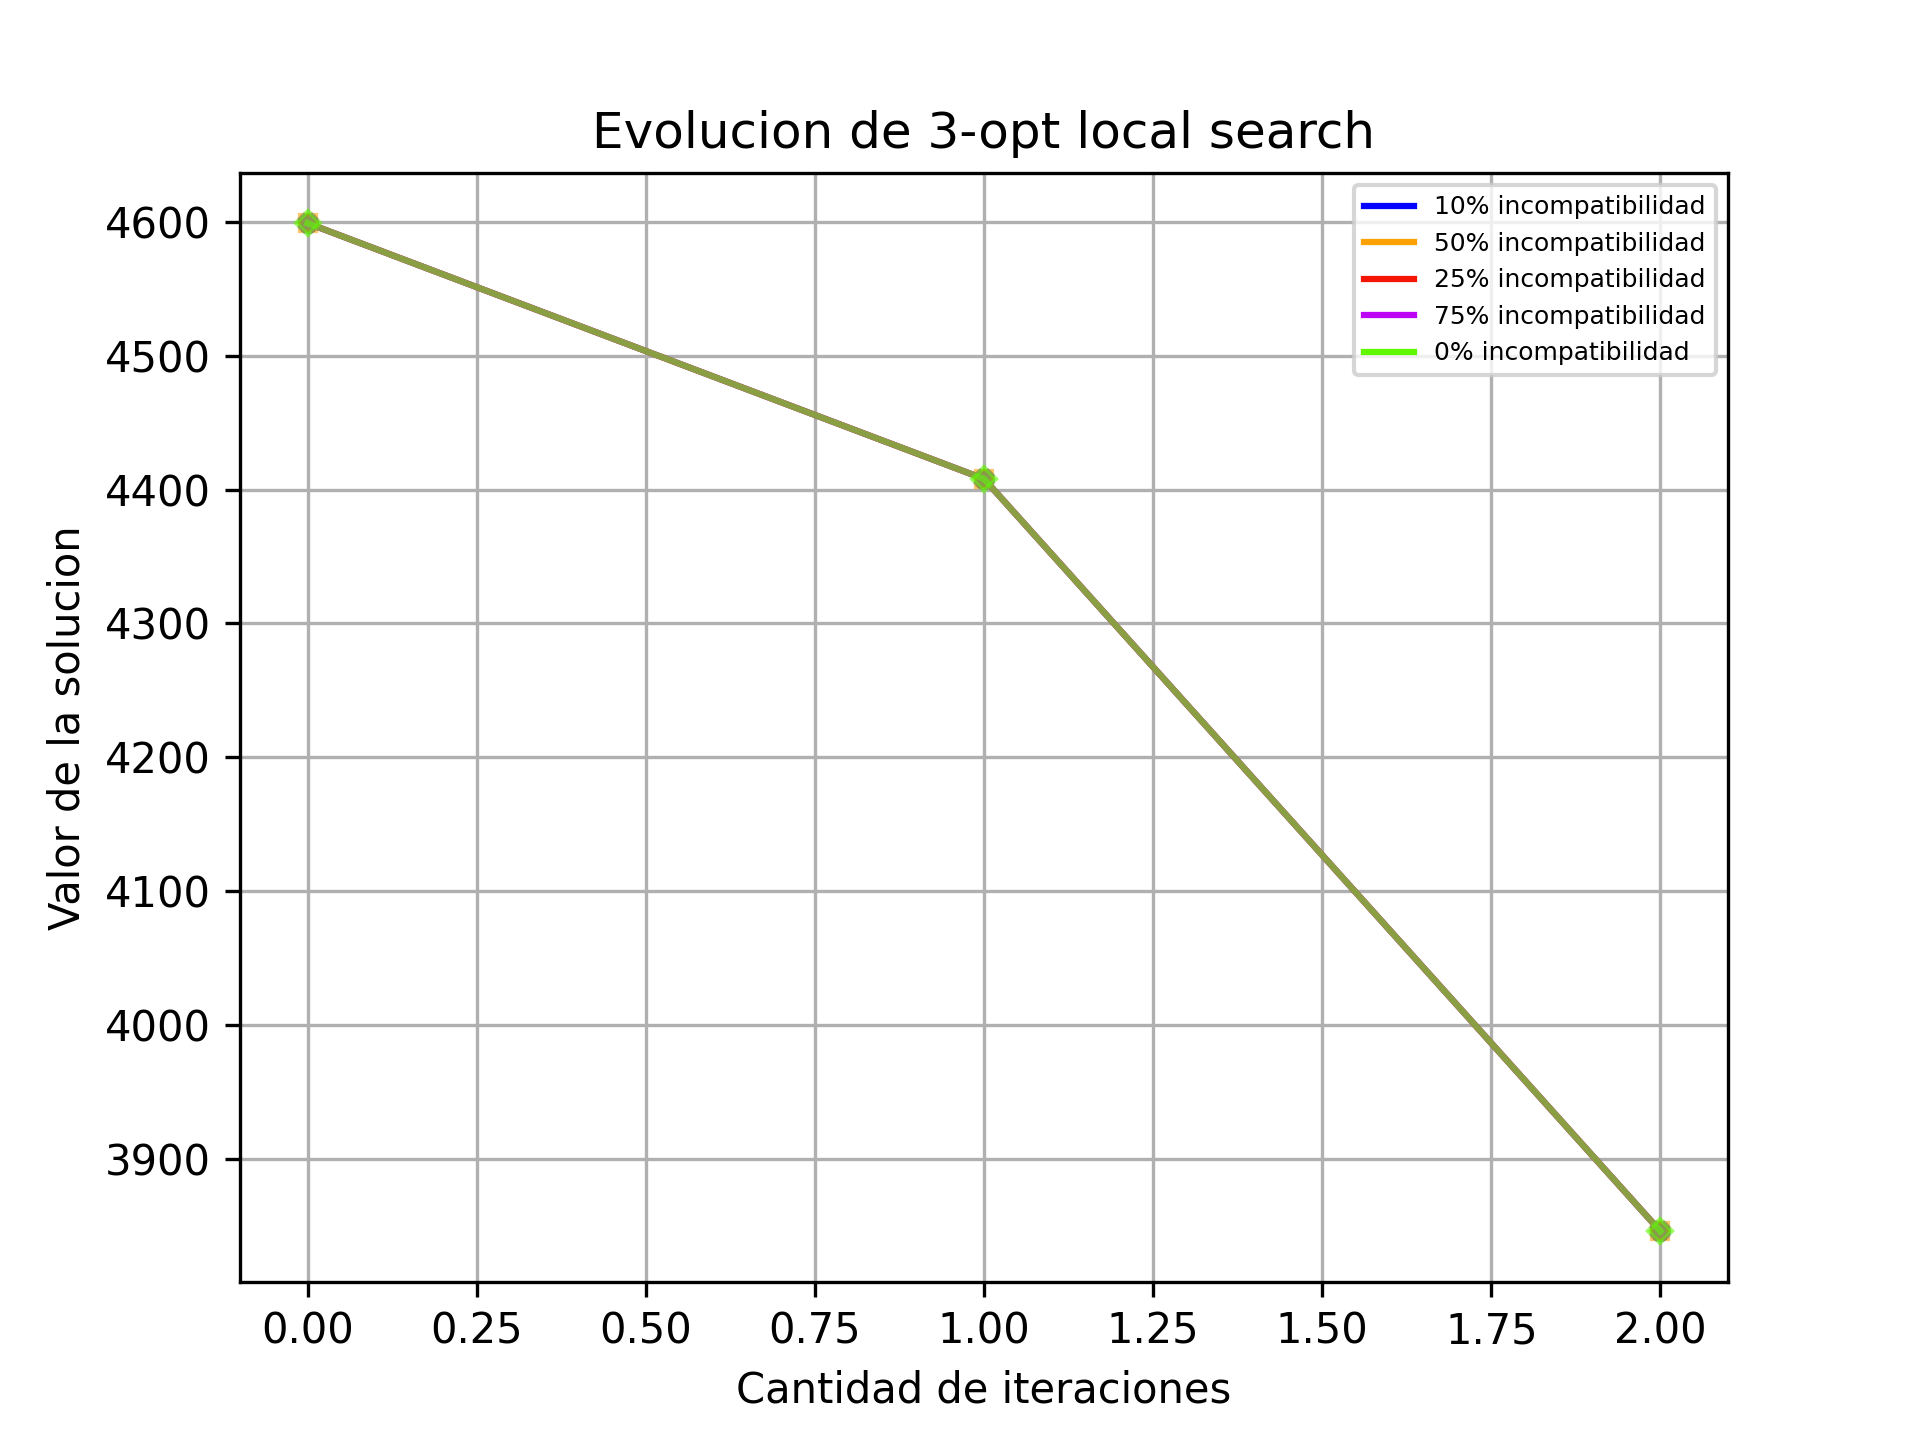 Evolucion de 3-opt local search
10% incompatibilidad
50% incompatibilidad
25% incompatibilidad
75% incompatibilidad
0% incompatibilidad
4600
4500
4400
4300
4200
4100
4000
3900
Valor de la solucion
0.00 0.25 0.50 0.75 1.00 1.25 1.50 1.75 2.00
Cantidad de iteraciones